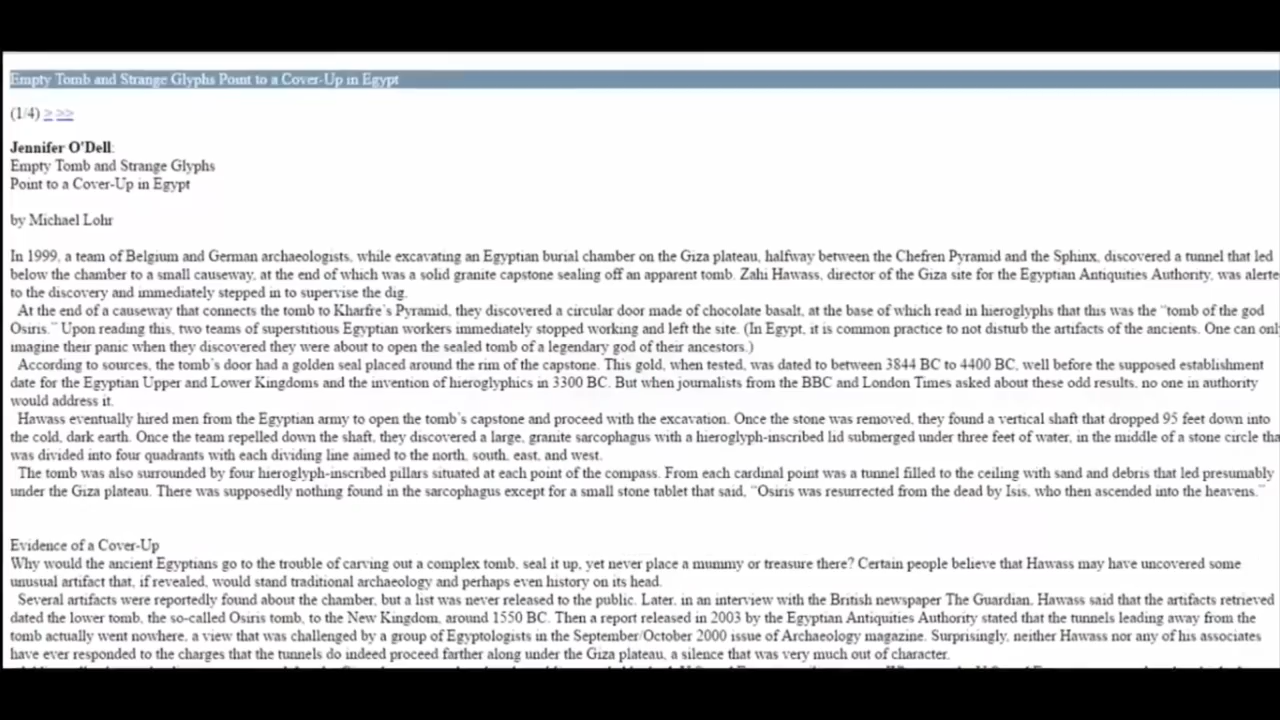 Empty Tomb and Strange Glyphs Point to a Cover-Up in Egypt
(1/4) > >>
Jennifer O'Dell:
Empty Tomb and Strange Glyphs
Point to a Cover-Up in Egypt
by Michael Lohr
In 1999, a team of Belgium and German archaeologists, while excavating an Egyptian burial chamber on the Giza plateau, halfway between the Chefren Pyramid and the Sphinx, discovered a tunnel that led
below the chamber to a small causeway, at the end of which was a solid granite capstone sealing off an apparent tomb. Zahi Hawass, director of the Giza site for the Egyptian Antiquities Authority, was alerte
to the discovery and immediately stepped in to supervise the dig.
At the end of a causeway that connects the tomb to Kharfre's Pyramid, they discovered a circular door made of chocolate basalt, at the base of which read in hieroglyphs that this was the “tomb of the god
Osiris.” Upon reading this, two teams of superstitious Egyptian workers immediately stopped working and left the site. (In Egypt, it is common practice to not disturb the artifacts of the ancients. One can only
imagine their panic when they discovered they were about to open the sealed tomb of a legendary god of their ancestors.)
According to sources, the tomb's door had a golden seal placed around the rim of the capstone. This gold, when tested, was dated to between 3844 BC to 4400 BC, well before the supposed establishment
date for the Egyptian Upper and Lower Kingdoms and the invention of hieroglyphics in 3300 BC. But when journalists from the BBC and London Times asked about these odd results, no one in authority
would address it.
Hawass eventually hired men from the Egyptian army to open the tomb's capstone and proceed with the excavation. Once the stone was removed, they found a vertical shaft that dropped 95 feet down into
the cold, dark earth. Once the team repelled down the shaft, they discovered a large, granite sarcophagus with a hieroglyph-inscribed lid submerged under three feet of water, in the middle of a stone circle tha
was divided into four quadrants with each dividing line aimed to the north, south, east, and west.
The tomb was also surrounded by four hieroglyph-inscribed pillars situated at each point of the compass. From each cardinal point was a tunnel filled to the ceiling with sand and debris that led presumably
under the Giza plateau. There was supposedly nothing found in the sarcophagus except for a small stone tablet that said, “Osiris was resurrected from the dead by Isis, who then ascended into the heavens.”
Evidence of a Cover-Up
Why would the ancient Egyptians go to the trouble of carving out a complex tomb, seal it up, yet never place a mummy or treasure there? Certain people believe that Hawass may have uncovered some
unusual artifact that, if revealed, would stand traditional archaeology and perhaps even history on its head.
Several artifacts were reportedly found about the chamber, but a list was never released to the public. Later, in an interview with the British newspaper The Guardian, Hawass said that the artifacts retrieved
dated the lower tomb, the so-called Osiris tomb, to the New Kingdom, around 1550 BC. Then a report released in 2003 by the Egyptian Antiquities Authority stated that the tunnels leading away from the
tomb actually went nowhere, a view that was challenged by a group of Egyptologists in the September/October 2000 issue of Archaeology magazine. Surprisingly, neither Hawass nor any of his associates
have ever responded to the charges that the tunnels do indeed proceed farther along under the Giza plateau, a silence that was very much out of character.